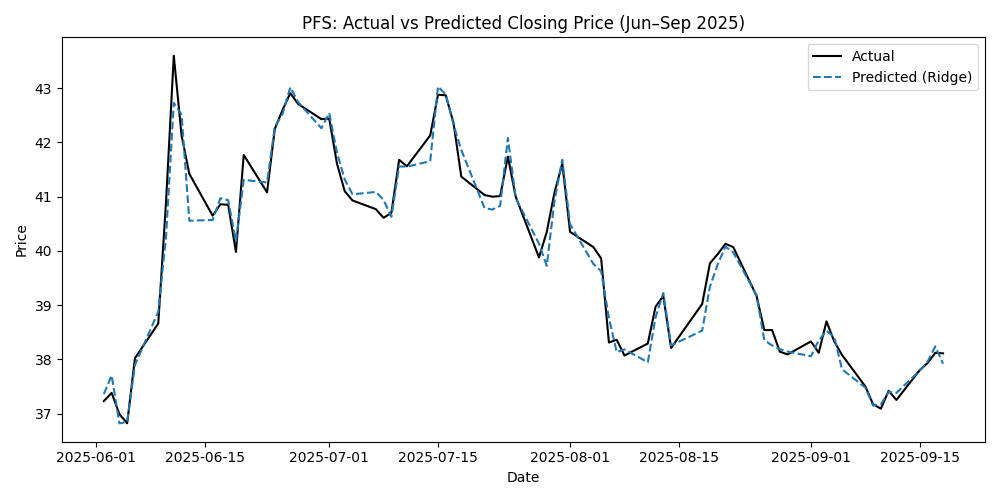 PFS: Actual vs Predicted Closing Price (Jun–Sep 2025)
Actual
Predicted (Ridge)
Price
43
42
41
40
39
38
37
2025-06-01 2025-06-15 2025-07-01 2025-07-15 2025-08-01 2025-08-15 2025-09-01 2025-09-15
Date